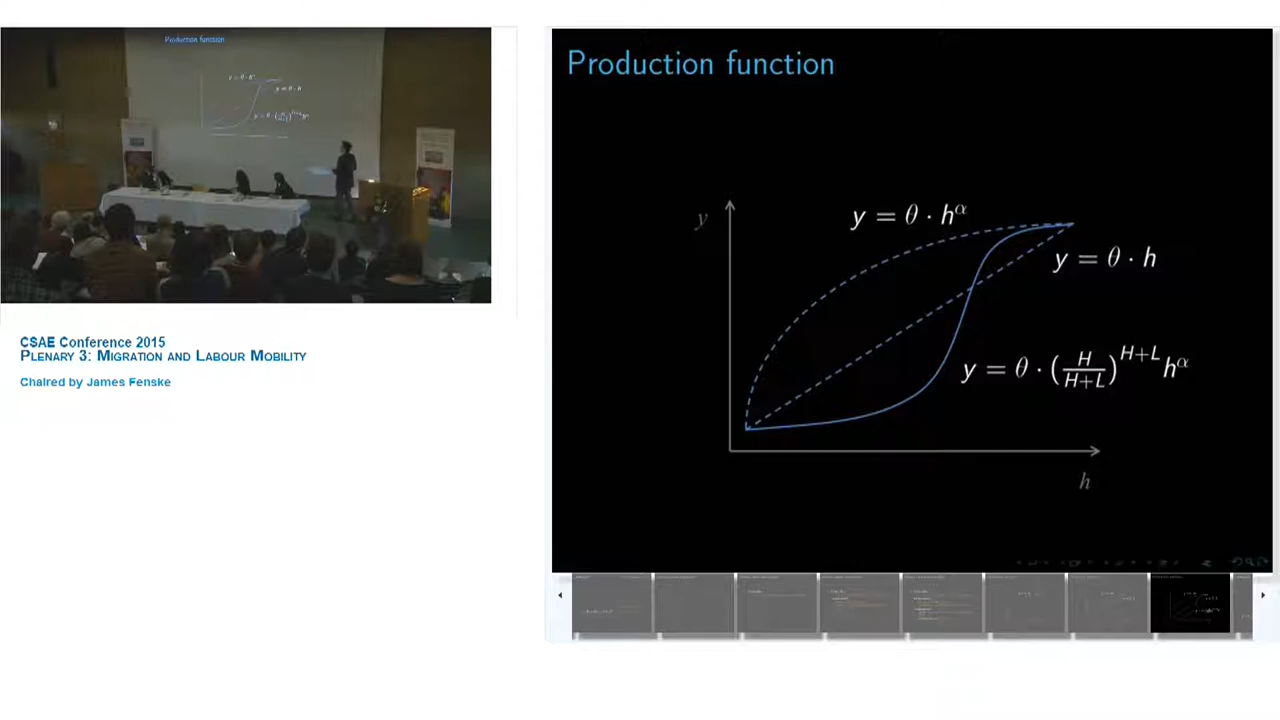 Production function
CSAE Conference 2015
PLENARY 3: MIGRATION AND LABOUR MOBILITY
Chaired by James Fenske
Production function
y
y = θ · h^α
y = θ · h
y = θ · (H/(H+L))^(H+L) h^α
h